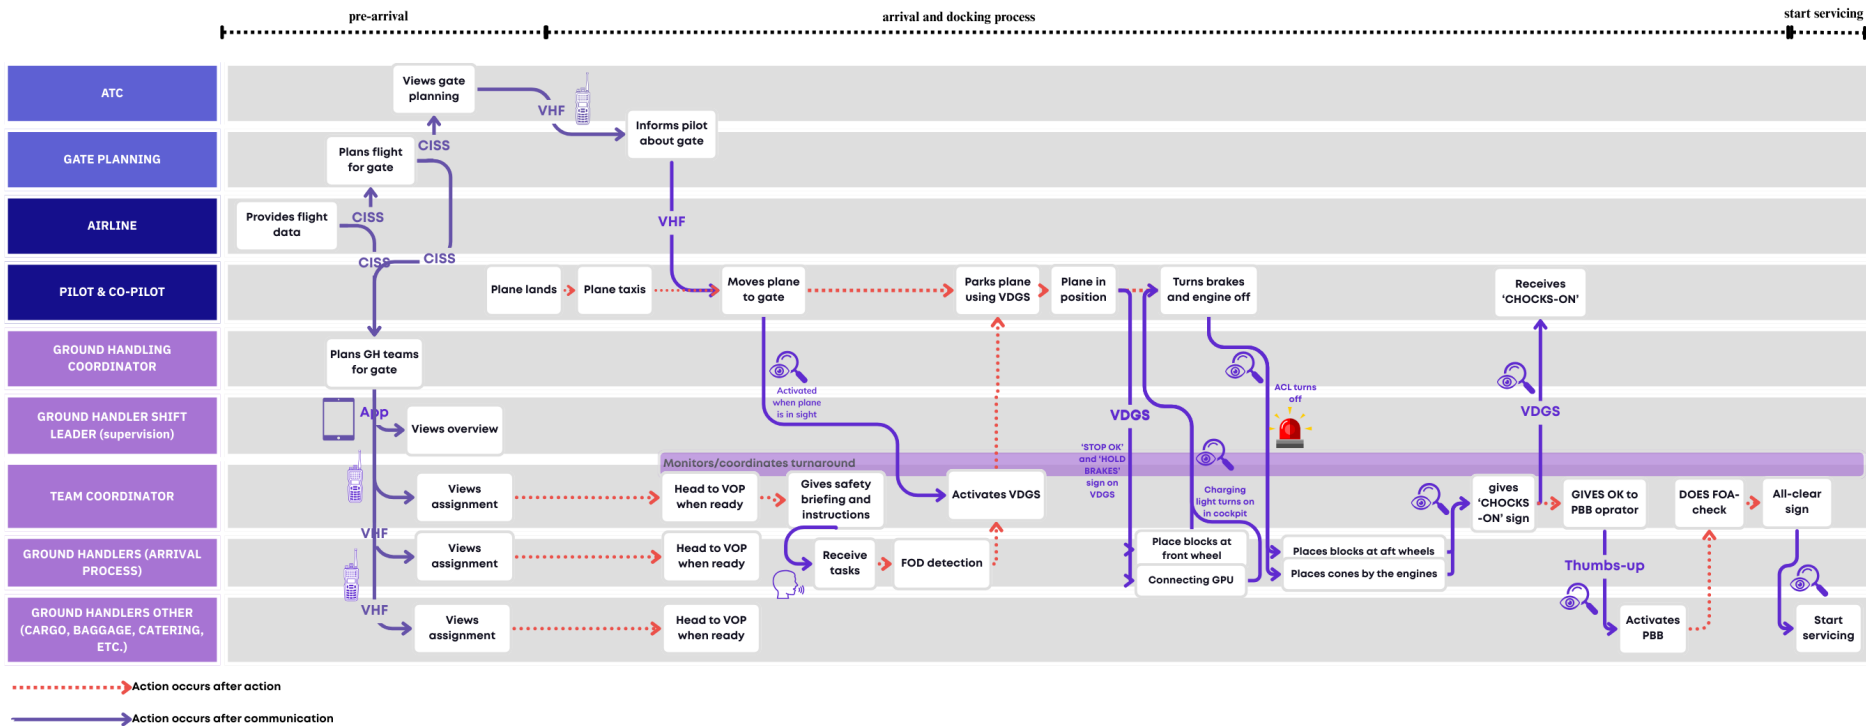 pre-arrival
arrival and docking process
start servicing
ATC
Views gate
planning
VHF
Informs pilot
about gate
GATE PLANNING
Plans flight
for gate
CISS
AIRLINE
Provides flight
data
CISS
CISS
CISS
VHF
PILOT & CO-PILOT
Plane lands
Plane taxis
Moves plane
to gate
Parks plane
using VDGS
Plane in
position
Turns brakes
and engine off
Receives
‘CHOCKS-ON’
GROUND HANDLING
COORDINATOR
Plans GH teams
for gate
Activated
when plane
is in sight
ACL turns
off
GROUND HANDLER SHIFT
LEADER (supervision)
App
Views overview
VDGS
VDGS
‘STOP OK’
and ‘HOLD
BRAKES’
sign on
VDGS
Monitors/coordinates turnaround
TEAM COORDINATOR
Views
assignment
Head to VOP
when ready
Gives safety
briefing and
instructions
Activates VDGS
Charging
light turns on
in cockpit
gives
‘CHOCKS
-ON’ sign
GIVES OK to
PBB oprator
DOES FOA-
check
All-clear
sign
VHF
GROUND HANDLERS (ARRIVAL
PROCESS)
Views
assignment
Head to VOP
when ready
Receive
tasks
FOD detection
Place blocks at
front wheel
Connecting GPU
Places blocks at aft wheels
Places cones by the engines
Thumbs-up
VHF
GROUND HANDLERS OTHER
(CARGO, BAGGAGE, CATERING,
ETC.)
Views
assignment
Head to VOP
when ready
Activates
PBB
Start
servicing
Action occurs after action
Action occurs after communication